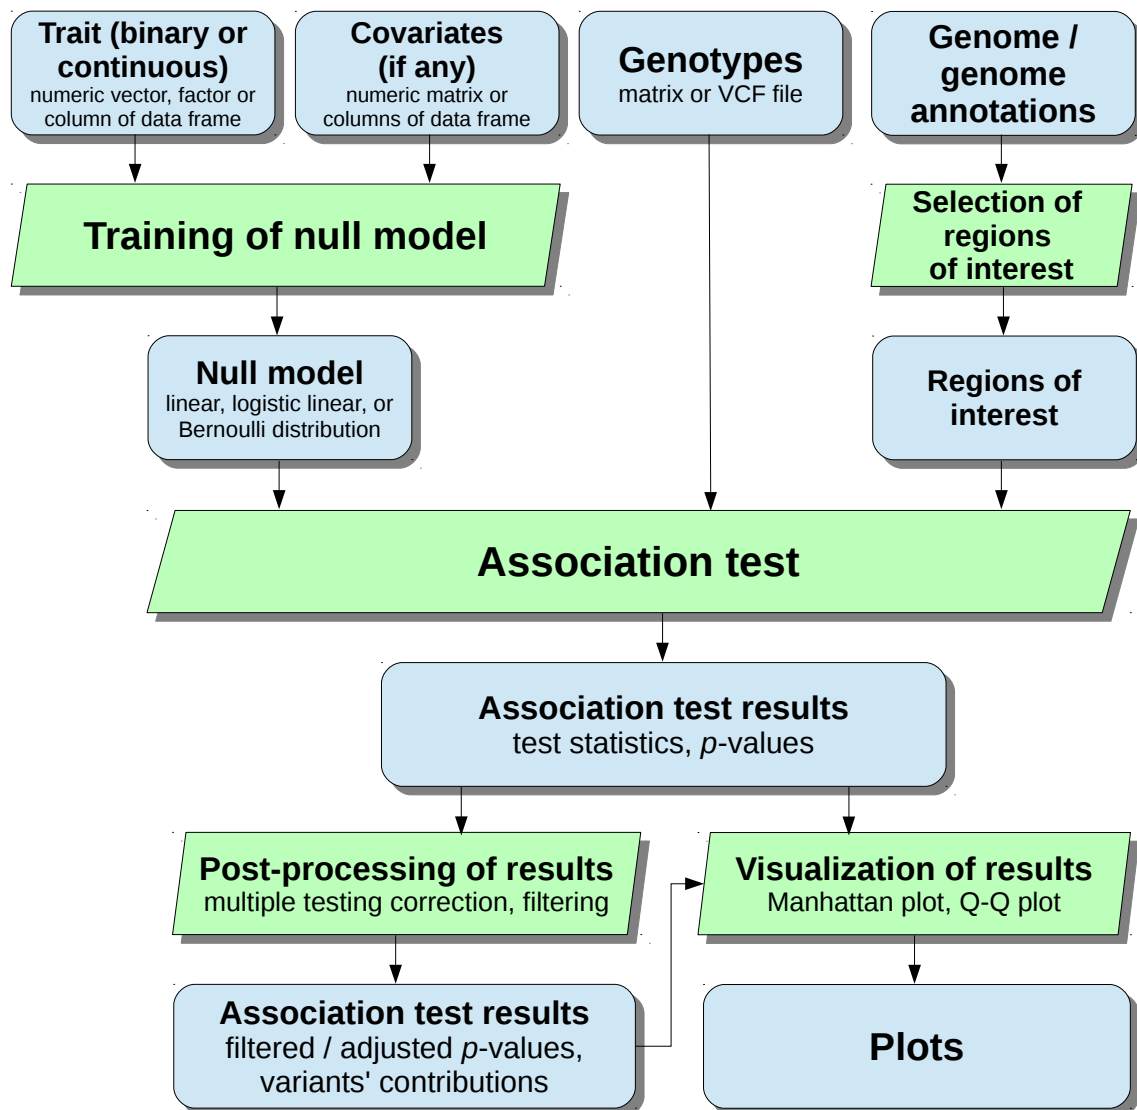 Trait (binary or
continuous)
numeric vector, factor or
column of data frame
Covariates
(if any)
numeric matrix or
columns of data frame
Genotypes
matrix or VCF file
Genome /
genome
annotations
Training of null model
Selection of
regions
of interest
Null model
linear, logistic linear, or
Bernoulli distribution
Regions of
interest
Association test
Association test results
test statistics, p-values
Post-processing of results
multiple testing correction, filtering
Visualization of results
Manhattan plot, Q-Q plot
Association test results
filtered / adjusted p-values,
variants' contributions
Plots